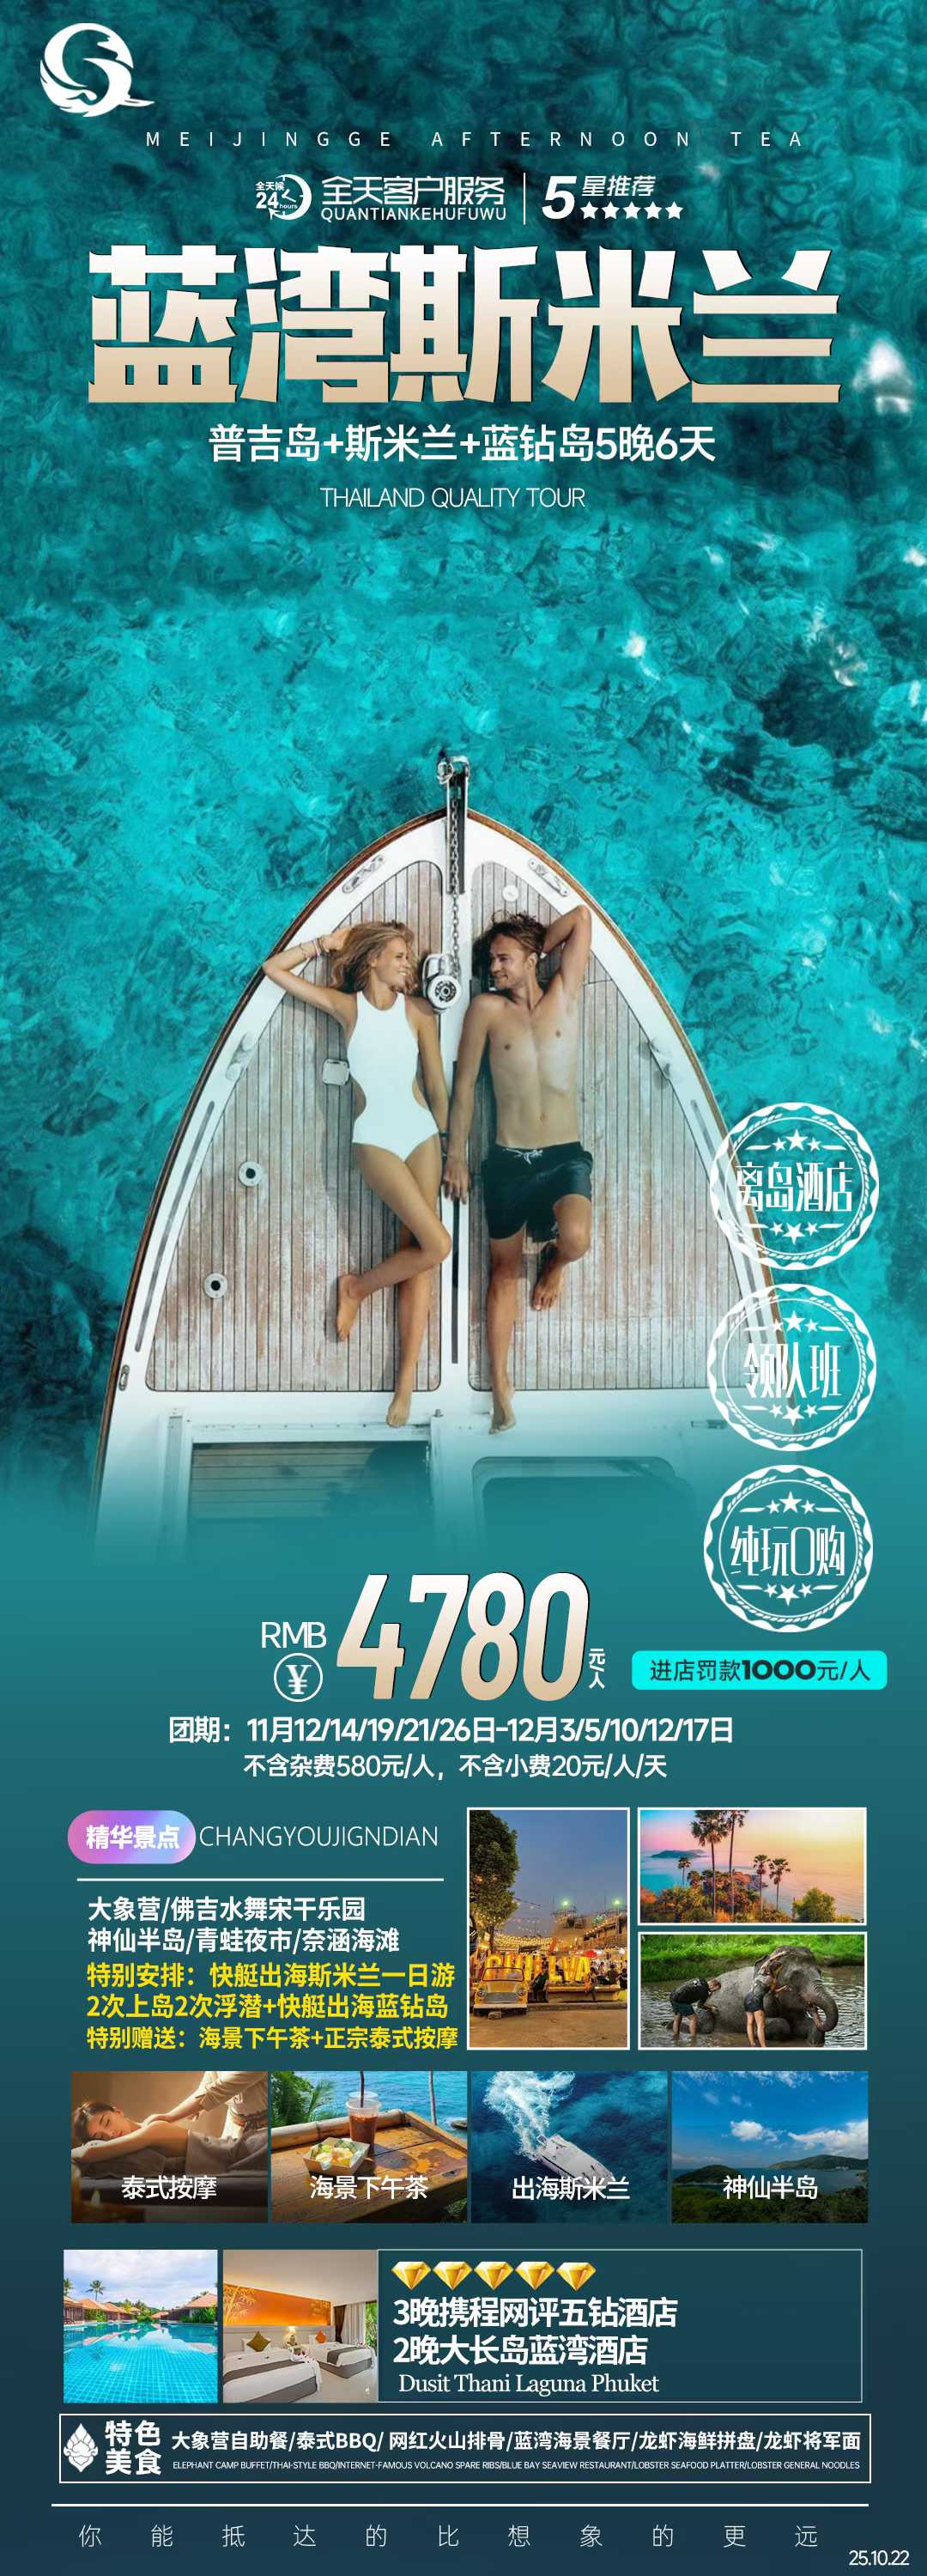 MEIJINGGE AFTERNOON TEA
全天候
24 hours
全天客户服务
QUANTIANKEHUFUWU
5星推荐
蓝湾斯米兰
普吉岛+斯米兰+蓝钻岛5晚6天
THAILAND QUALITY TOUR
离岛酒店
领队班
纯玩0购
RMB
¥
4780元/人
进店罚款1000元/人
团期：11月12/14/19/21/26日-12月3/5/10/12/17日
不含杂费580元/人，不含小费20元/人/天
精华景点 CHANGYOUJIGNDIAN
大象营/佛吉水舞宋干乐园
神仙半岛/青蛙夜市/奈涵海滩
特别安排：快艇出海斯米兰一日游
2次上岛2次浮潜+快艇出海蓝钻岛
特别赠送：海景下午茶+正宗泰式按摩
泰式按摩
海景下午茶
出海斯米兰
神仙半岛
3晚携程网评五钻酒店
2晚大长岛蓝湾酒店
Dusit Thani Laguna Phuket
特色美食
大象营自助餐/泰式BBQ/ 网红火山排骨/蓝湾海景餐厅/龙虾海鲜拼盘/龙虾将军面
ELEPHANT CAMP BUFFET/THAI-STYLE BBQ/INTERNET-FAMOUS VOLCANO SPARE RIBS/BLUE BAY SEAVIEW RESTAURANT/LOBSTER SEAFOOD PLATTER/LOBSTER GENERAL NOODLES
你能抵达的比想象的更远
25.10.22